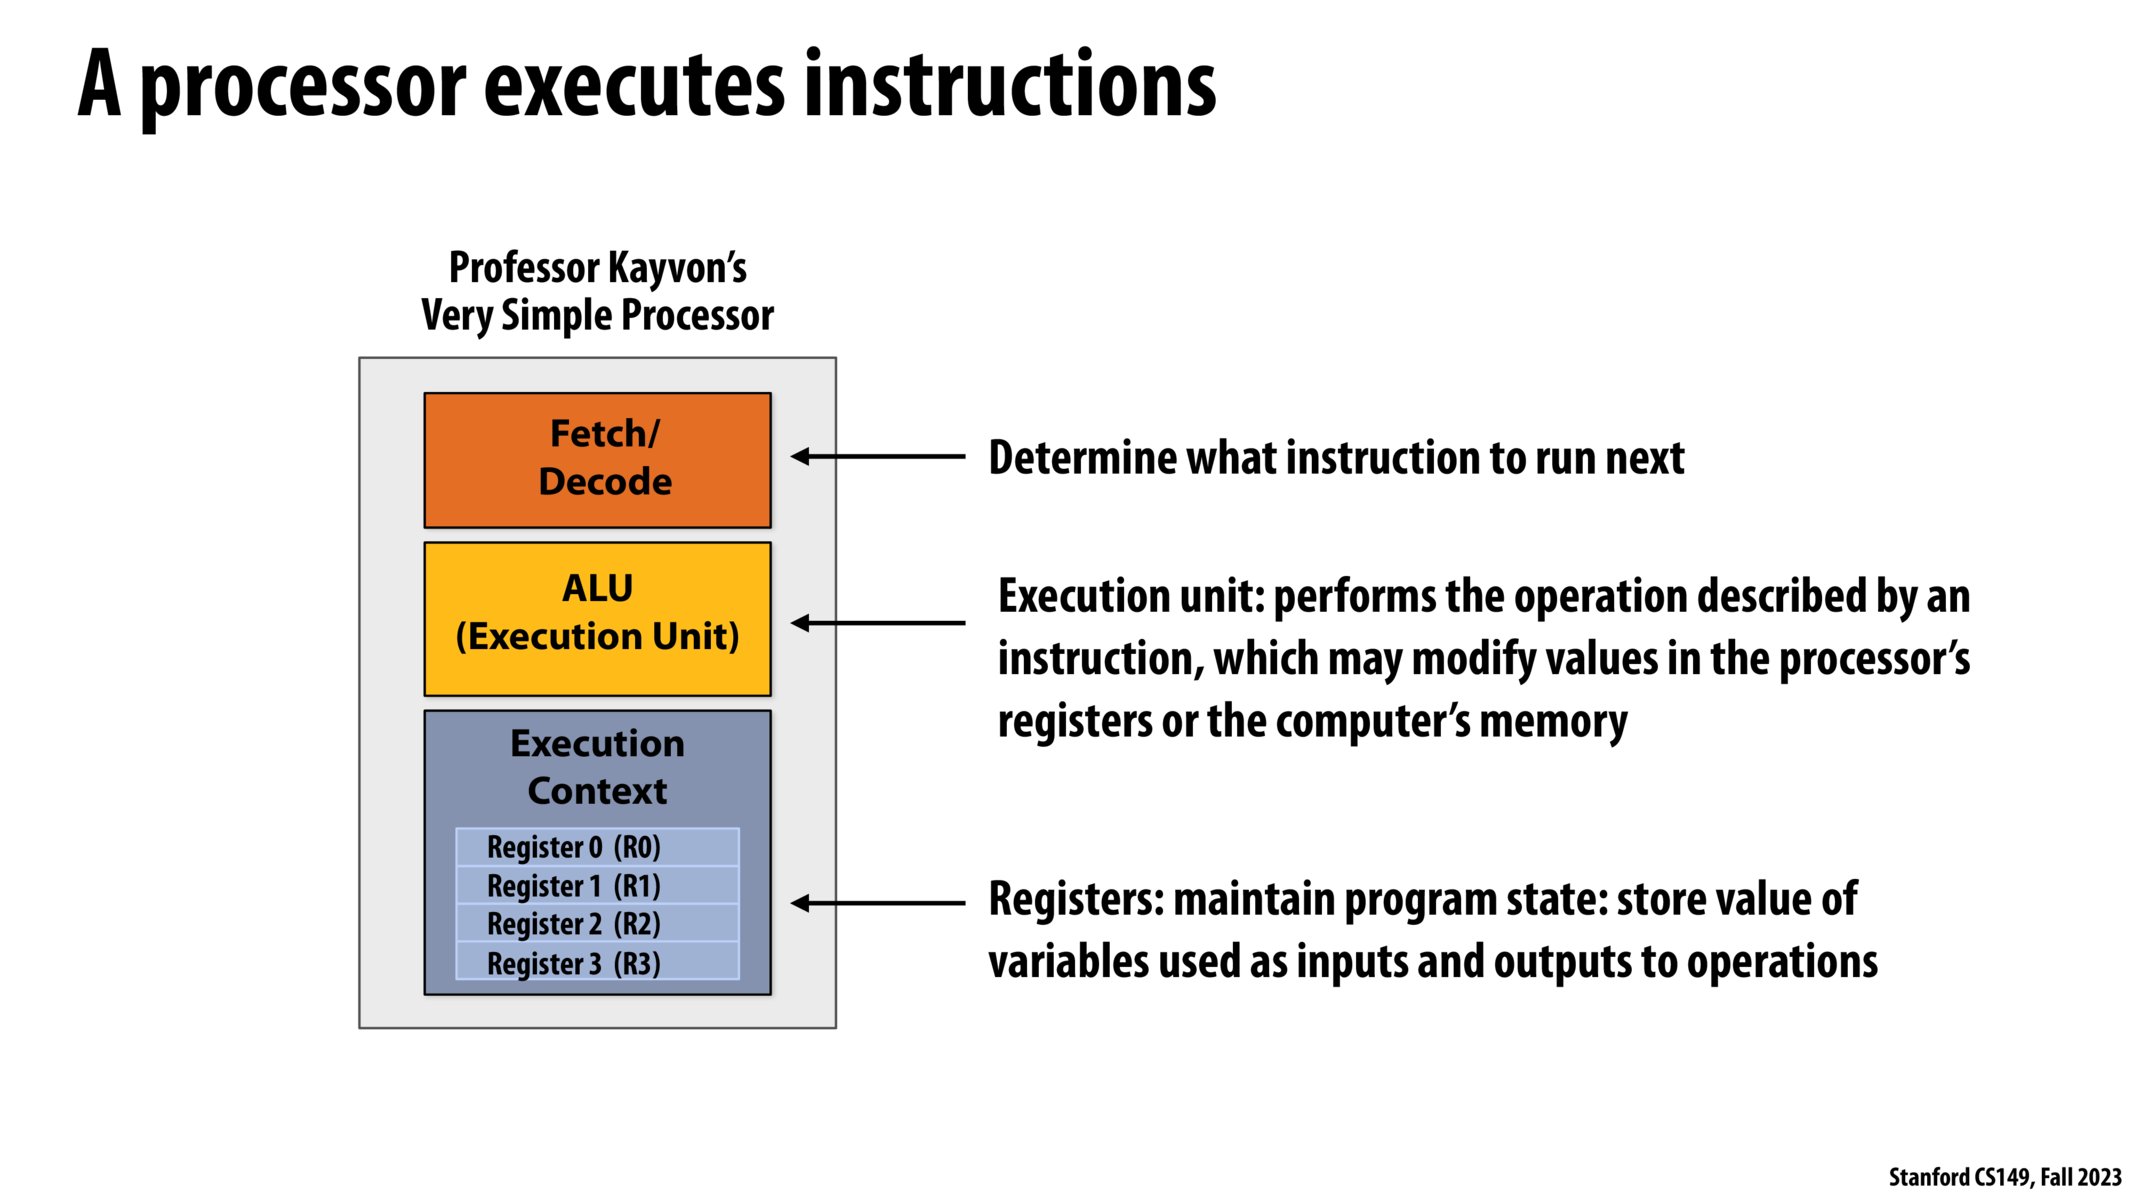 A processor executes instructions
Professor Kayvon’s
Very Simple Processor
Fetch/
Decode
Determine what instruction to run next
ALU
(Execution Unit)
Execution unit: performs the operation described by an
instruction, which may modify values in the processor’s
registers or the computer’s memory
Execution
Context
Register 0 (R0)
Register 1 (R1)
Register 2 (R2)
Register 3 (R3)
Registers: maintain program state: store value of
variables used as inputs and outputs to operations
Stanford CS149, Fall 2023